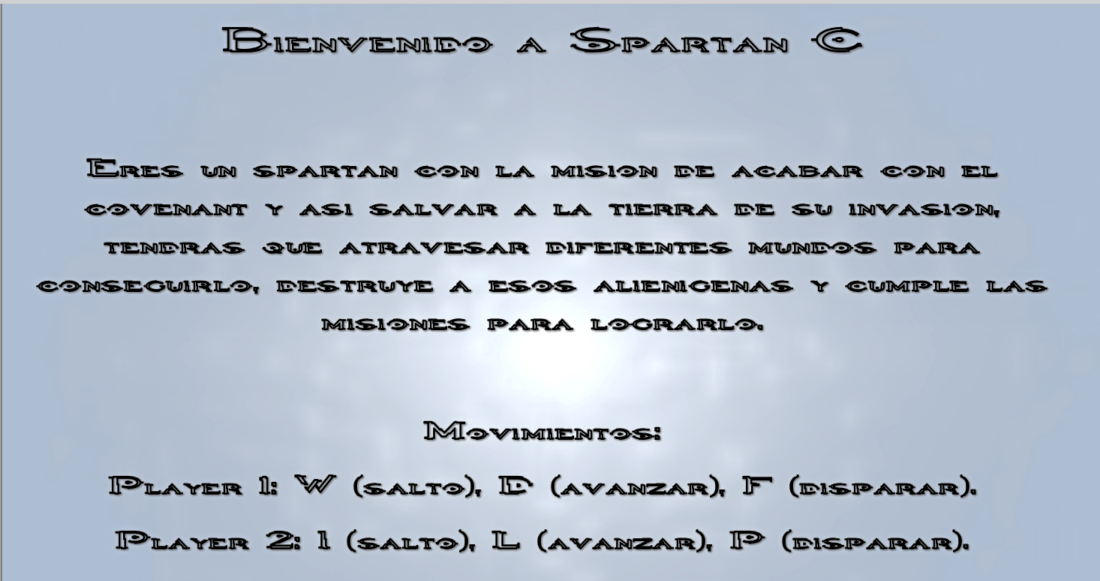 Bienvenido a Spartan C
Eres un spartan con la mision de acabar con el
covenant y asi salvar a la tierra de su invasion,
tendras que atravesar diferentes mundos para
conseguirlo, destruye a esos alienigenas y cumple las
misiones para lograrlo.
Movimientos:
Player 1: W (salto), D (avanzar), F (disparar).
Player 2: I (salto), L (avanzar), P (disparar).